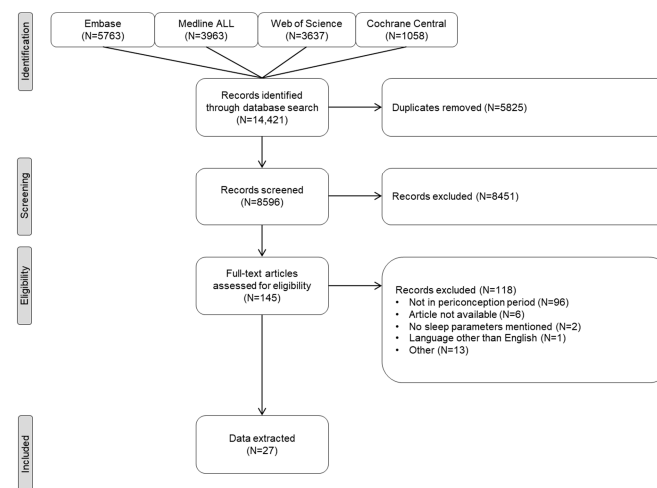 Identification
Embase
(N=5763)
Medline ALL
(N=3963)
Web of Science
(N=3637)
Cochrane Central
(N=1058)
Records identified
through database search
(N=14,421)
Duplicates removed (N=5825)
Screening
Records screened
(N=8596)
Records excluded (N=8451)
Eligibility
Full-text articles
assessed for eligibility
(N=145)
Records excluded (N=118)
• Not in periconception period (N=96)
• Article not available (N=6)
• No sleep parameters mentioned (N=2)
• Language other than English (N=1)
• Other (N=13)
Included
Data extracted
(N=27)